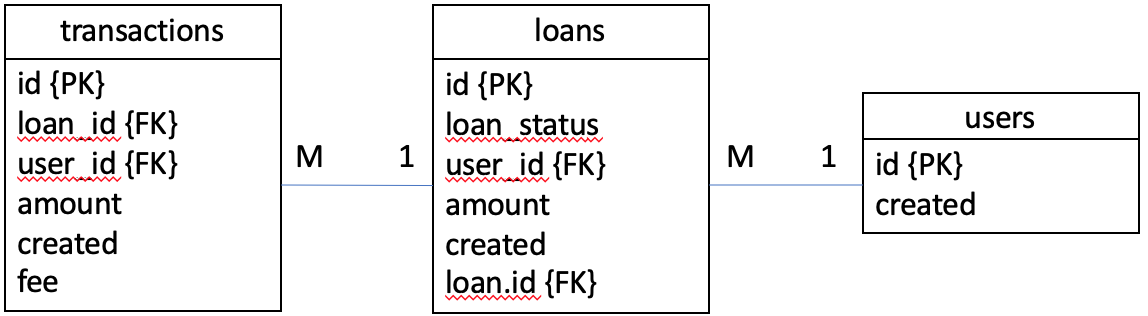 transactions
id {PK}
loan_id {FK}
user_id {FK}
amount
created
fee
M 1
loans
id {PK}
loan_status
user_id {FK}
amount
created
loan.id {FK}
M 1
users
id {PK}
created